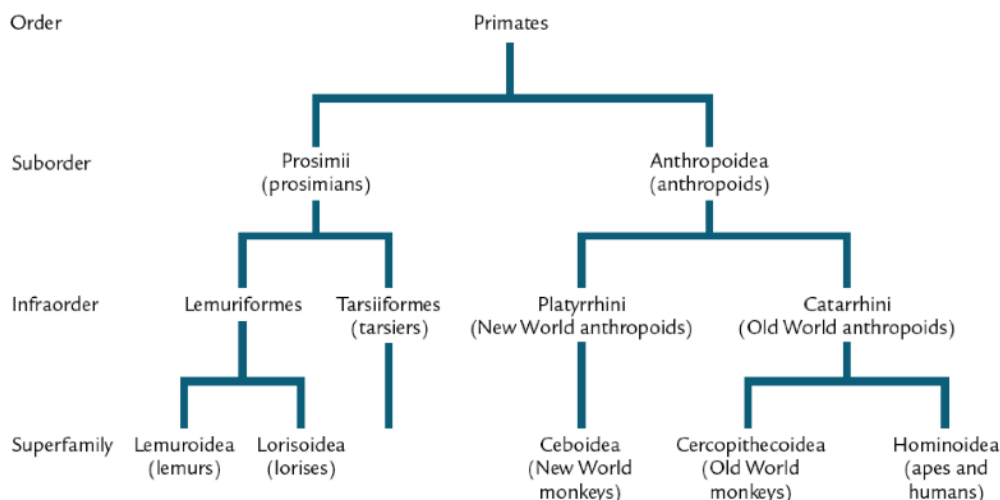 Order
Primates
Suborder
Prosimii
(prosimians)
Anthropoidea
(anthropoids)
Infraorder
Lemuriformes
Tarsiiformes
(tarsiers)
Platyrrhini
(New World anthropoids)
Catarrhini
(Old World anthropoids)
Superfamily
Lemuroidea
(lemurs)
Lorisoidea
(lorises)
Ceboidea
(New World
monkeys)
Cercopithecoidea
(Old World
monkeys)
Hominoidea
(apes and
humans)